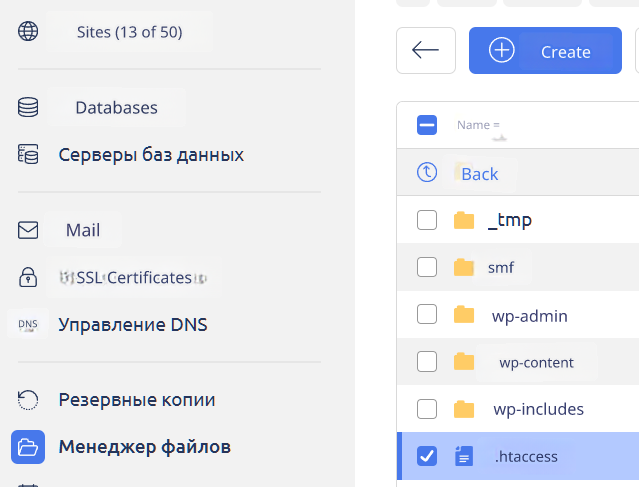 Sites (13 of 50)
Databases
Серверы баз данных
Mail
SSL Certificates
DNS
Управление DNS
Резервные копии
Менеджер файлов
Create
Name =
Back
_tmp
smf
wp-admin
wp-content
wp-includes
.htaccess